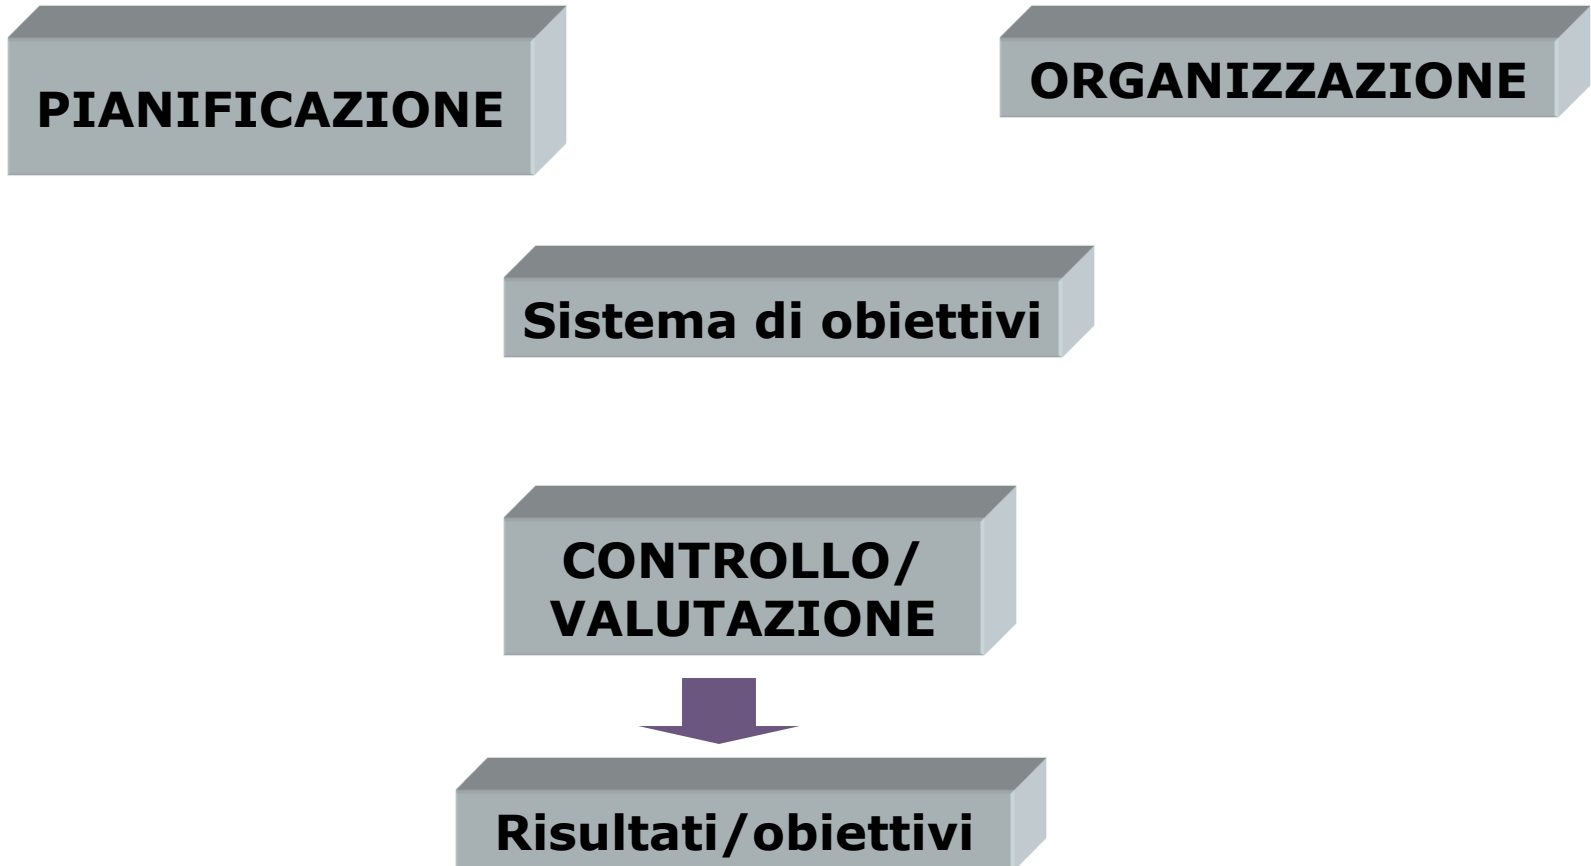 PIANIFICAZIONE
ORGANIZZAZIONE
Sistema di obiettivi
CONTROLLO/
VALUTAZIONE
Risultati/obiettivi